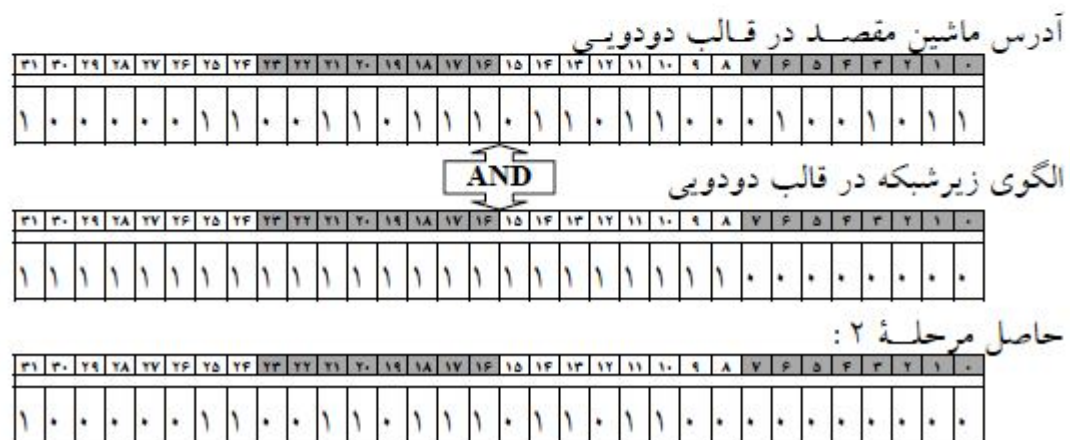 آدرس ماشین مقصد در قالب دودویی
۳۱ ۳۰ ۲۹ ۲۸ ۲۷ ۲۶ ۲۵ ۲۴ ۲۳ ۲۲ ۲۱ ۲۰ ۱۹ ۱۸ ۱۷ ۱۶ ۱۵ ۱۴ ۱۳ ۱۲ ۱۱ ۱۰ ۹ ۸ ۷ ۶ ۵ ۴ ۳ ۲ ۱ ۰
۱ ۰ ۰ ۰ ۰ ۰ ۱ ۱ ۰ ۰ ۱ ۱ ۰ ۱ ۱ ۱ ۰ ۱ ۱ ۰ ۱ ۱ ۰ ۰ ۰ ۱ ۰ ۰ ۱ ۰ ۱ ۱
AND
الگوی زیرشبکه در قالب دودویی
۳۱ ۳۰ ۲۹ ۲۸ ۲۷ ۲۶ ۲۵ ۲۴ ۲۳ ۲۲ ۲۱ ۲۰ ۱۹ ۱۸ ۱۷ ۱۶ ۱۵ ۱۴ ۱۳ ۱۲ ۱۱ ۱۰ ۹ ۸ ۷ ۶ ۵ ۴ ۳ ۲ ۱ ۰
۱ ۱ ۱ ۱ ۱ ۱ ۱ ۱ ۱ ۱ ۱ ۱ ۱ ۱ ۱ ۱ ۱ ۱ ۱ ۱ ۱ ۱ ۱ ۱ ۰ ۰ ۰ ۰ ۰ ۰ ۰ ۰
حاصل مرحلۀ ۲ :
۳۱ ۳۰ ۲۹ ۲۸ ۲۷ ۲۶ ۲۵ ۲۴ ۲۳ ۲۲ ۲۱ ۲۰ ۱۹ ۱۸ ۱۷ ۱۶ ۱۵ ۱۴ ۱۳ ۱۲ ۱۱ ۱۰ ۹ ۸ ۷ ۶ ۵ ۴ ۳ ۲ ۱ ۰
۱ ۰ ۰ ۰ ۰ ۰ ۱ ۱ ۰ ۰ ۱ ۱ ۰ ۱ ۱ ۱ ۰ ۱ ۱ ۰ ۱ ۱ ۰ ۰ ۰ ۰ ۰ ۰ ۰ ۰ ۰ ۰